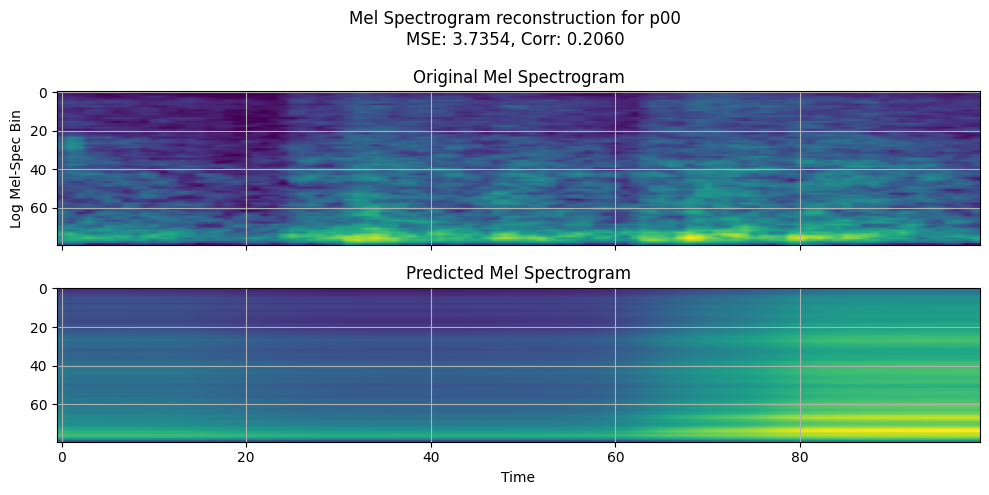 Mel Spectrogram reconstruction for p00
MSE: 3.7354, Corr: 0.2060
Original Mel Spectrogram
Log Mel-Spec Bin
0
20
40
60
Predicted Mel Spectrogram
0
20
40
60
0 20 40 60 80
Time